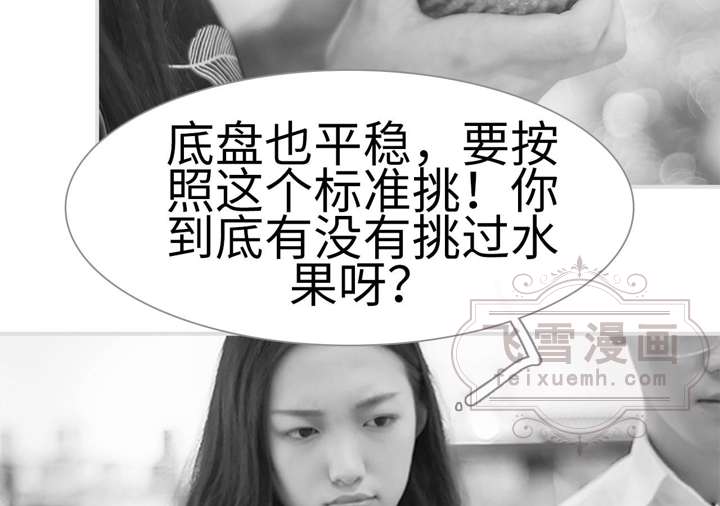 底盘也平稳，要按
照这个标准挑！你
到底有没有挑过水
果呀？
飞雪漫画
feixuemh.com